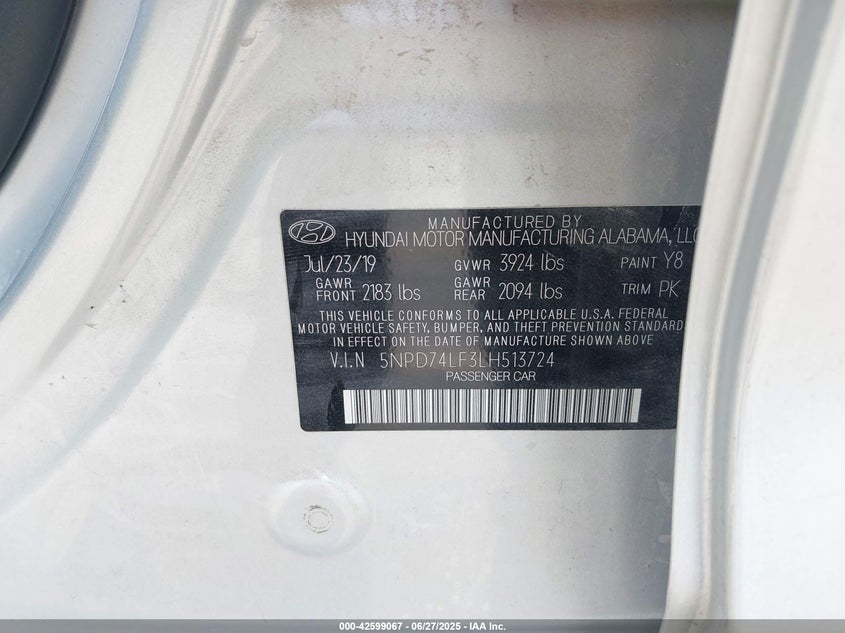 MANUFACTURED BY
HYUNDAI MOTOR MANUFACTURING ALABAMA, LLC
Jul/23/19 GVWR 3924 lbs PAINT Y8
GAWR FRONT 2183 lbs GAWR REAR 2094 lbs TRIM PK
THIS VEHICLE CONFORMS TO ALL APPLICABLE U.S.A. FEDERAL
MOTOR VEHICLE SAFETY, BUMPER, AND THEFT PREVENTION STANDARD
IN EFFECT ON THE DATE OF MANUFACTURE SHOWN ABOVE
V.I.N 5NPD74LF3LH513724
PASSENGER CAR
000-42599067 - 06/27/2025 - IAA Inc.